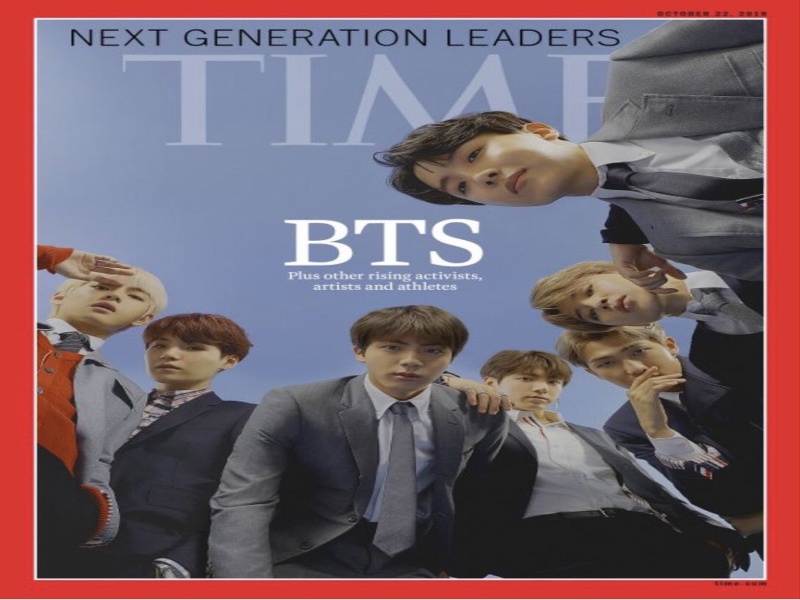 OCTOBER 22, 2018
NEXT GENERATION LEADERS
TIME
BTS
Plus other rising activists,
artists and athletes
time.com